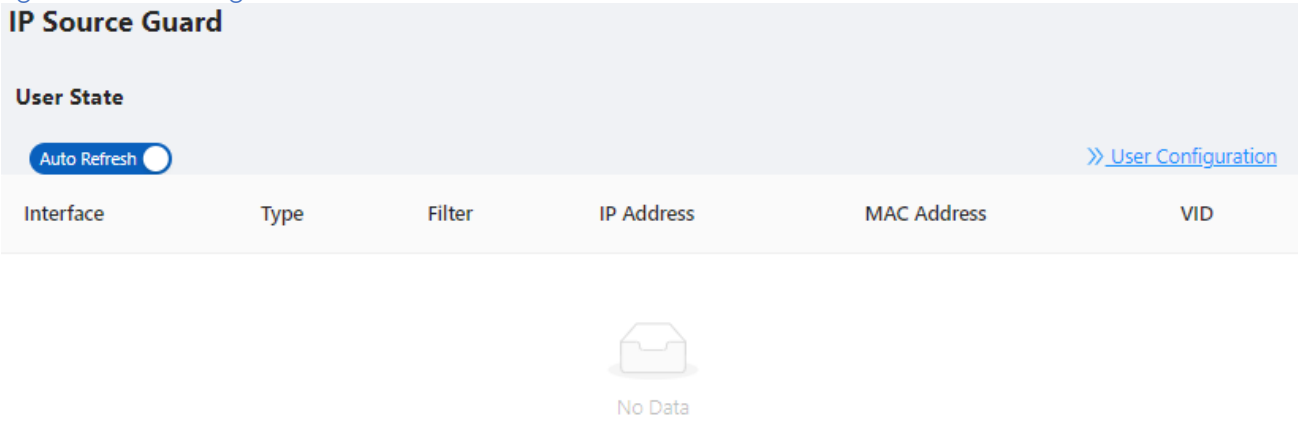 IP Source Guard
User State
Auto Refresh
» User Configuration
Interface Type Filter IP Address MAC Address VID
No Data